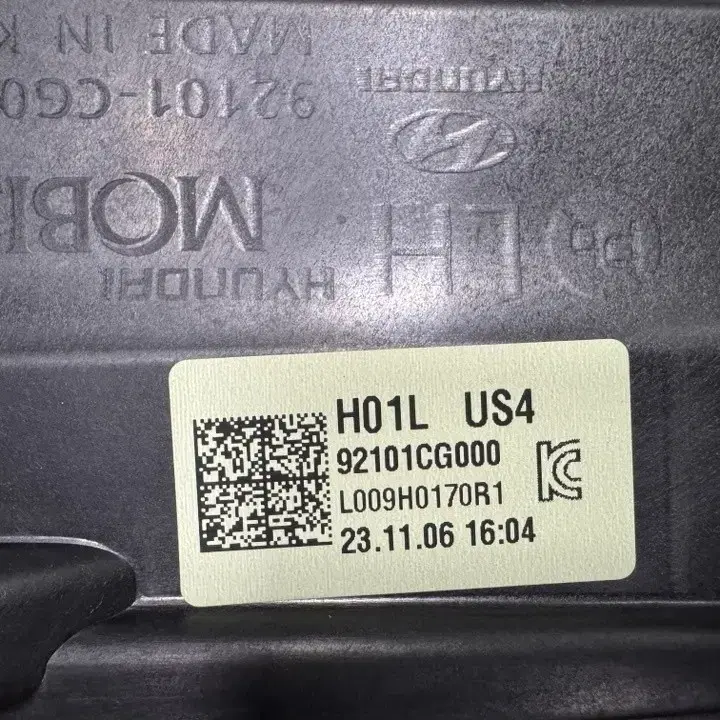 MADE IN K
92101-CG0
HYUNDAI
MOBI
LH
HYUNDAI
H01L US4
92101CG000
L009H0170R1
23.11.06 16:04